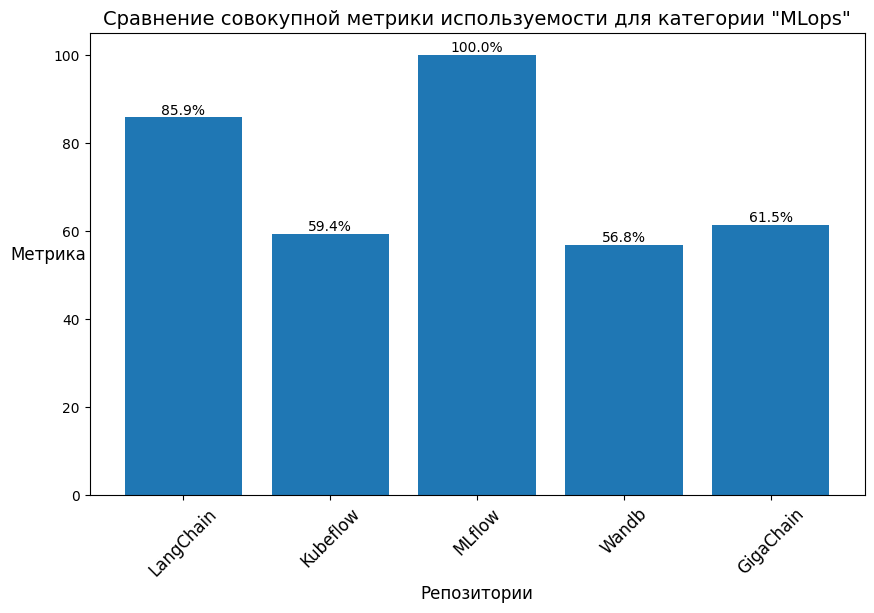 Сравнение совокупной метрики используемости для категории "MLops"
100.0%
85.9%
59.4%
56.8%
61.5%
100
80
60
40
20
0
Метрика
LangChain
Kubeflow
MLflow
Wandb
GigaChain
Репозитории